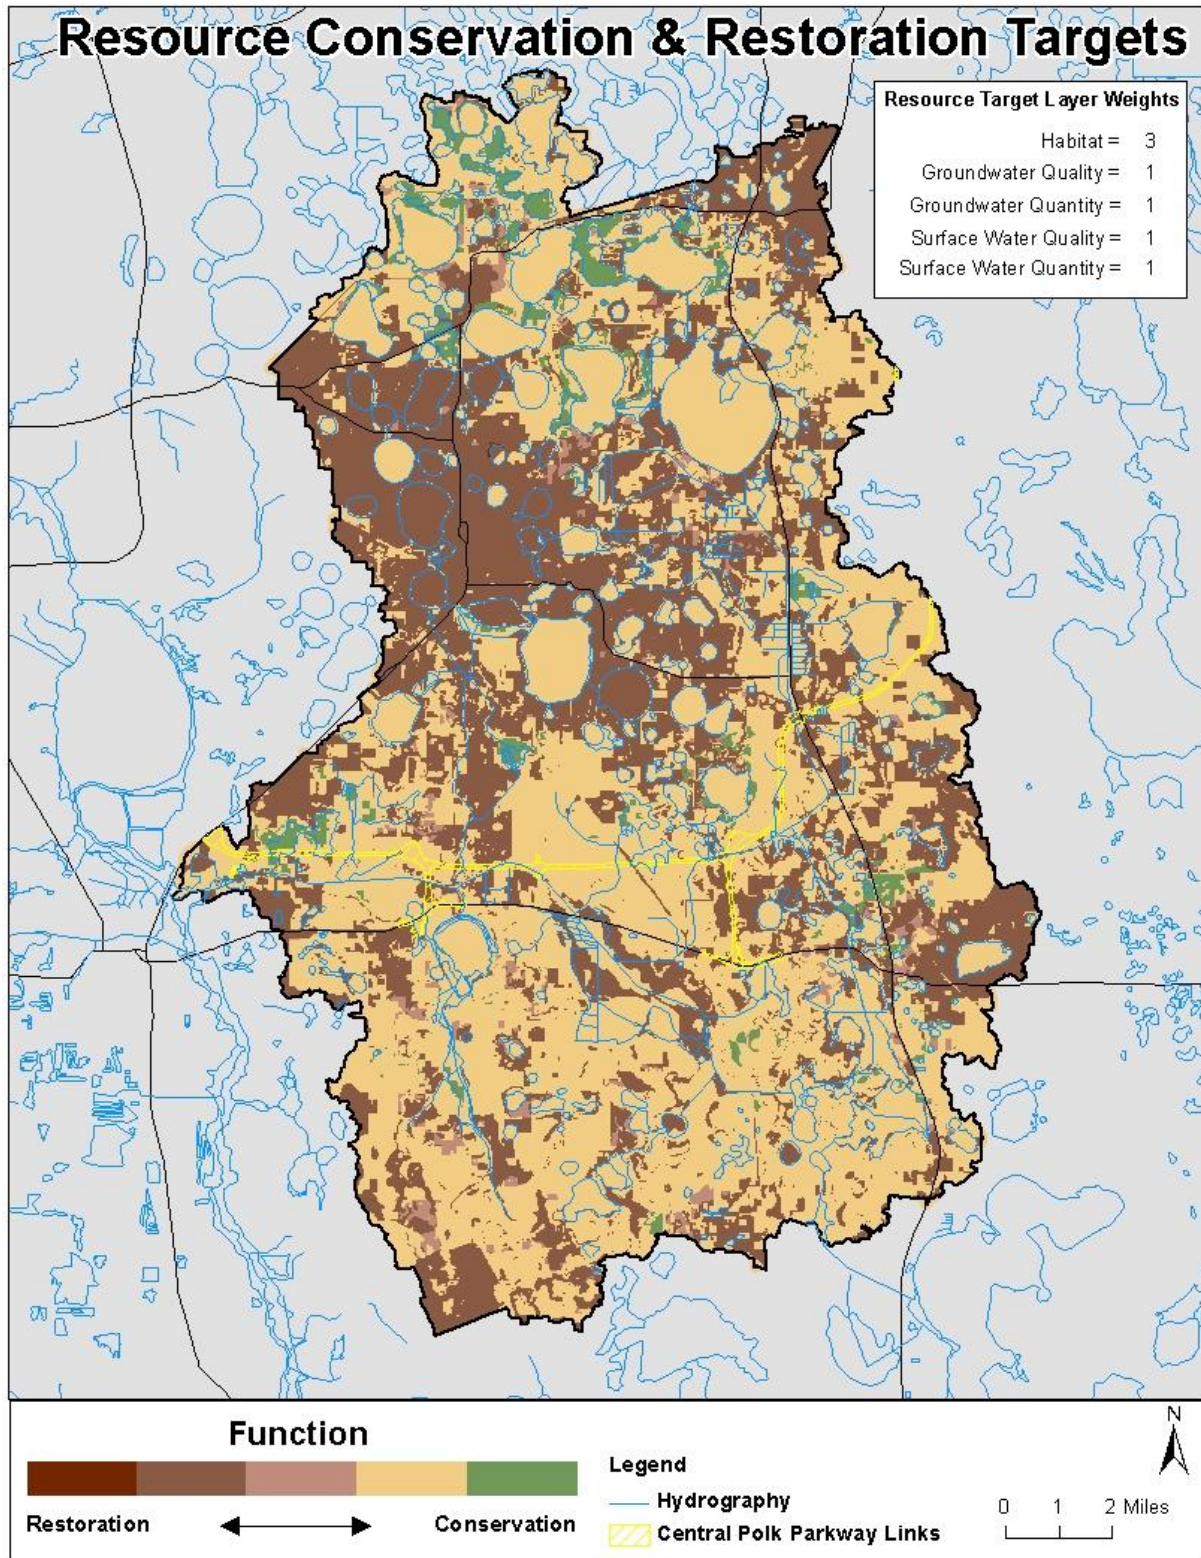 Resource Conservation & Restoration Targets
Resource Target Layer Weights
Habitat = 3
Groundwater Quality = 1
Groundwater Quantity = 1
Surface Water Quality = 1
Surface Water Quantity = 1
Function
Restoration
Conservation
Legend
Hydrography
Central Polk Parkway Links
N
0 1 2 Miles